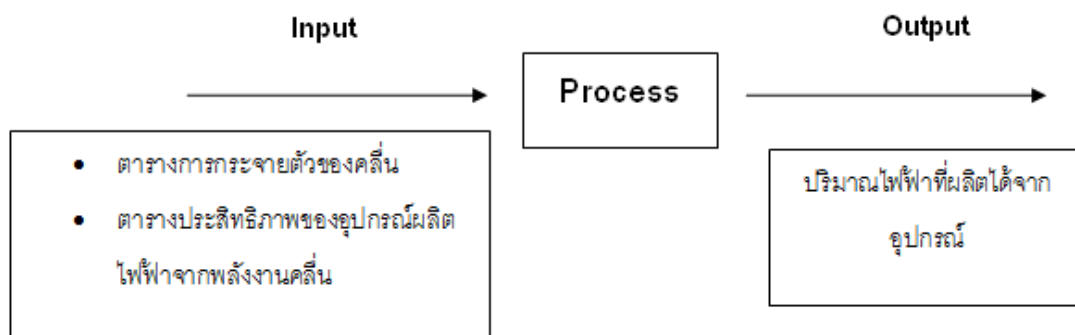 Input
Output
Process
• ตารางการกระจายตัวของคลื่น
• ตารางประสิทธิภาพของอุปกรณ์ผลิต
ไฟฟ้าจากพลังงานคลื่น
ปริมาณไฟฟ้าที่ผลิตได้จาก
อุปกรณ์